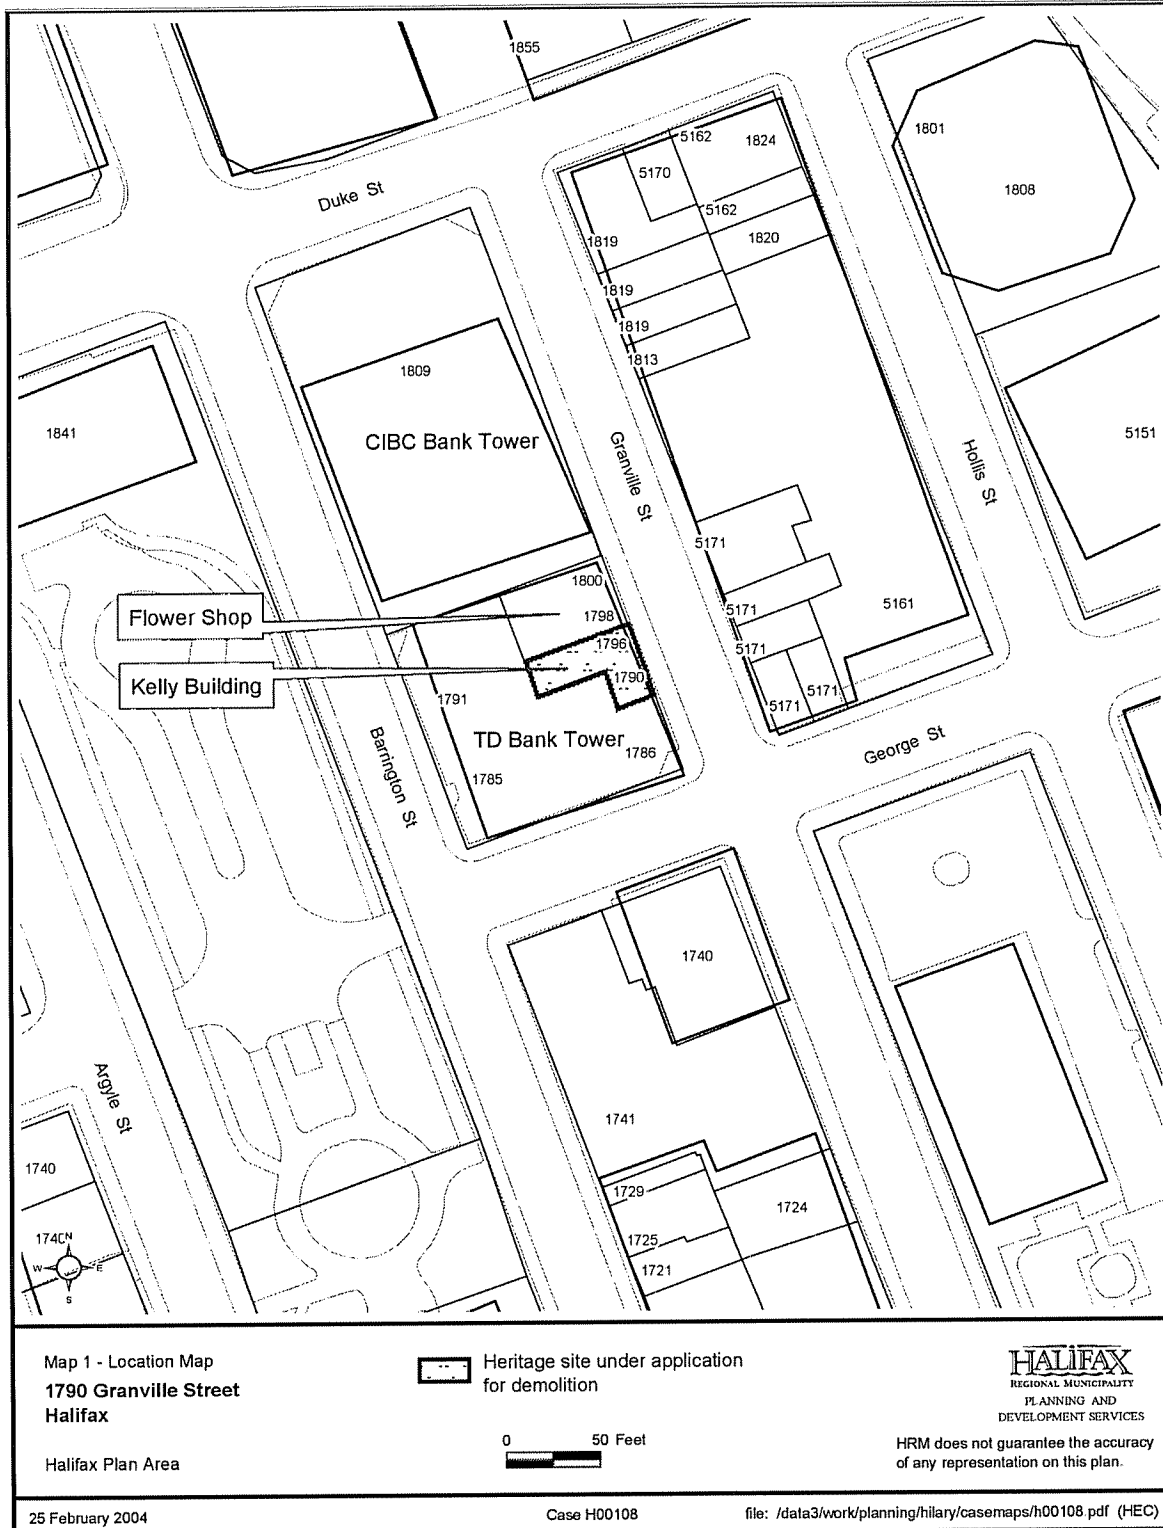 1855
5162
1824
1801
5170
1808
Duke St
5162
1819
1820
1819
1819
1813
1809
1841
CIBC Bank Tower
5151
Granville St
Hollis St
5171
1800
Flower Shop
1798
5171
5161
1796
5171
Kelly Building
1790
1791
5171
5171
TD Bank Tower
1786
George St
Barrington St
1785
1740
Argyle St
1741
1740
1729
1724
1725
1721
174
N
W
E
S
Map 1 - Location Map
1790 Granville Street
Halifax
Halifax Plan Area
Heritage site under application
for demolition
0 50 Feet
HALIFAX
REGIONAL MUNICIPALITY
PLANNING AND
DEVELOPMENT SERVICES
HRM does not guarantee the accuracy
of any representation on this plan.
25 February 2004
Case H00108
file: /data3/work/planning/hilary/casemaps/h00108.pdf (HEC)